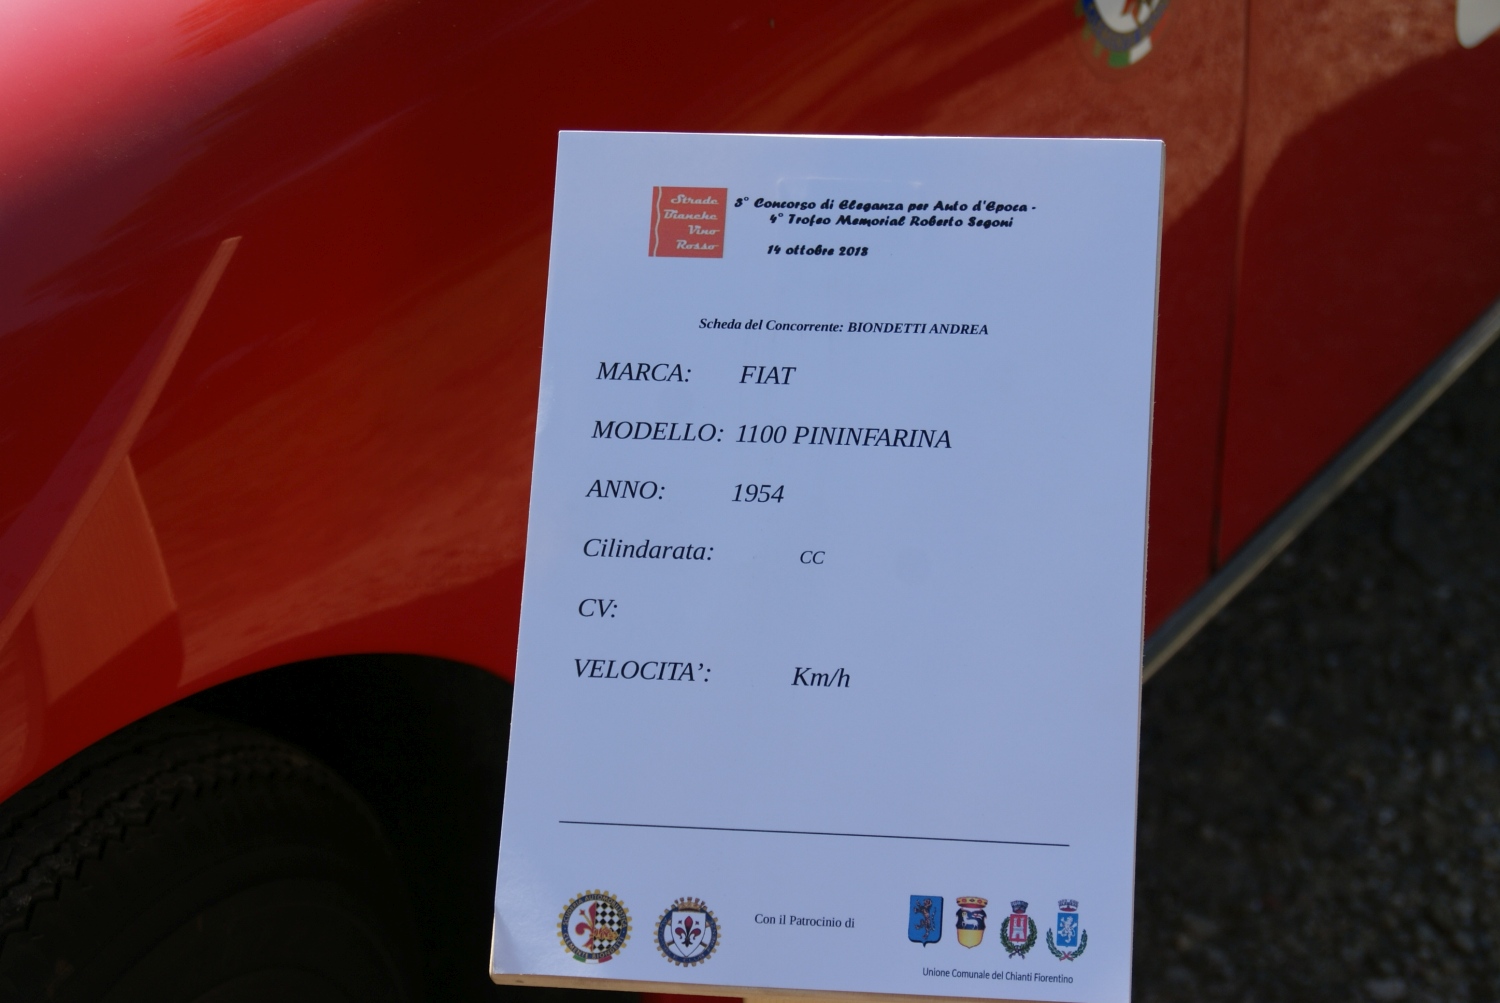 Strade
Bianche
Vino
Rosso
3° Concorso di Eleganza per Auto d'Epoca -
4° Trofeo Memorial Roberto Segoni
14 ottobre 2018
Scheda del Concorrente: BIONDETTI ANDREA
MARCA: FIAT
MODELLO: 1100 PININFARINA
ANNO: 1954
Cilindarata: CC
CV:
VELOCITA’: Km/h
Con il Patrocinio di
Unione Comunale del Chianti Fiorentino